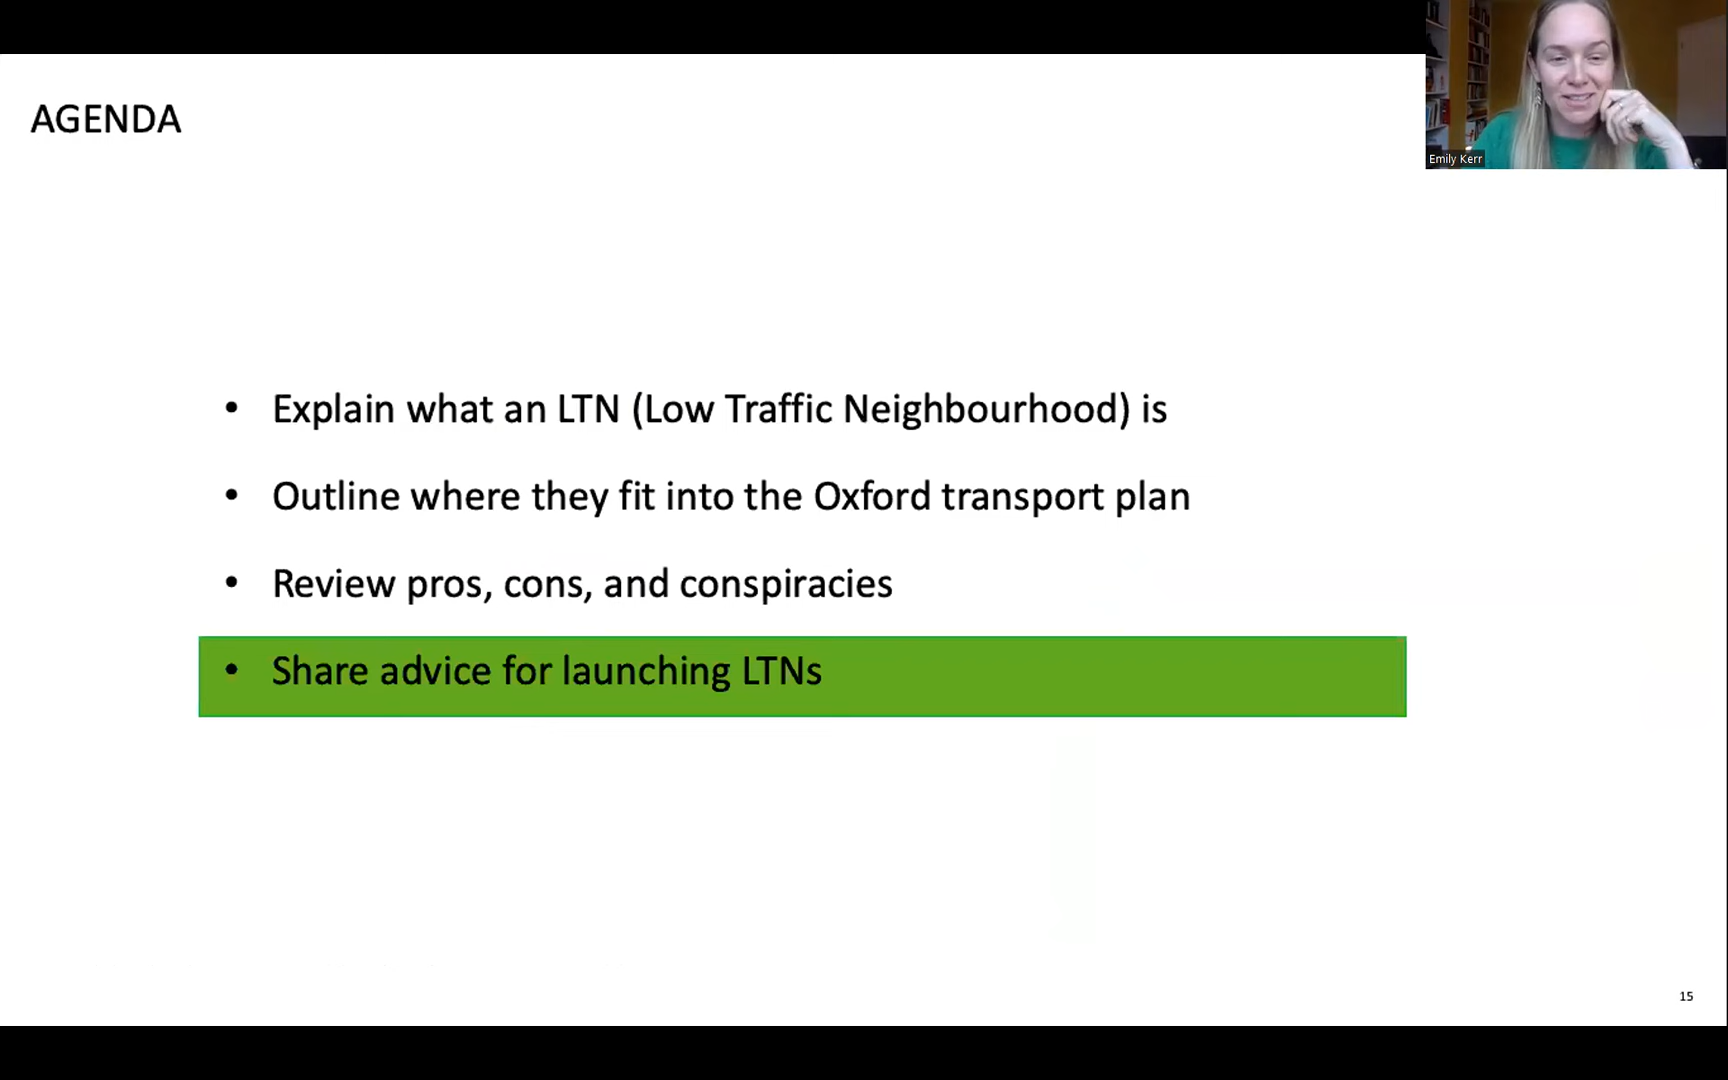 AGENDA
Emily Kerr
• Explain what an LTN (Low Traffic Neighbourhood) is
• Outline where they fit into the Oxford transport plan
• Review pros, cons, and conspiracies
• Share advice for launching LTNs
15